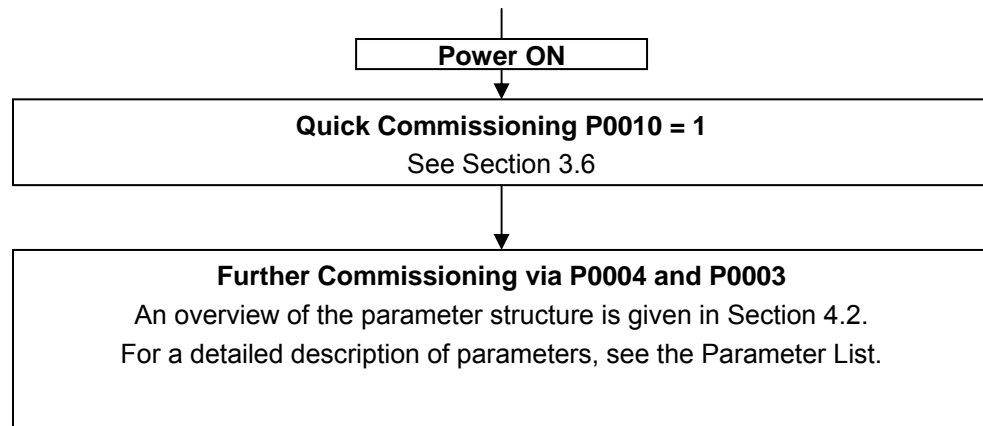 Power ON
Quick Commissioning P0010 = 1
See Section 3.6
Further Commissioning via P0004 and P0003
An overview of the parameter structure is given in Section 4.2.
For a detailed description of parameters, see the Parameter List.